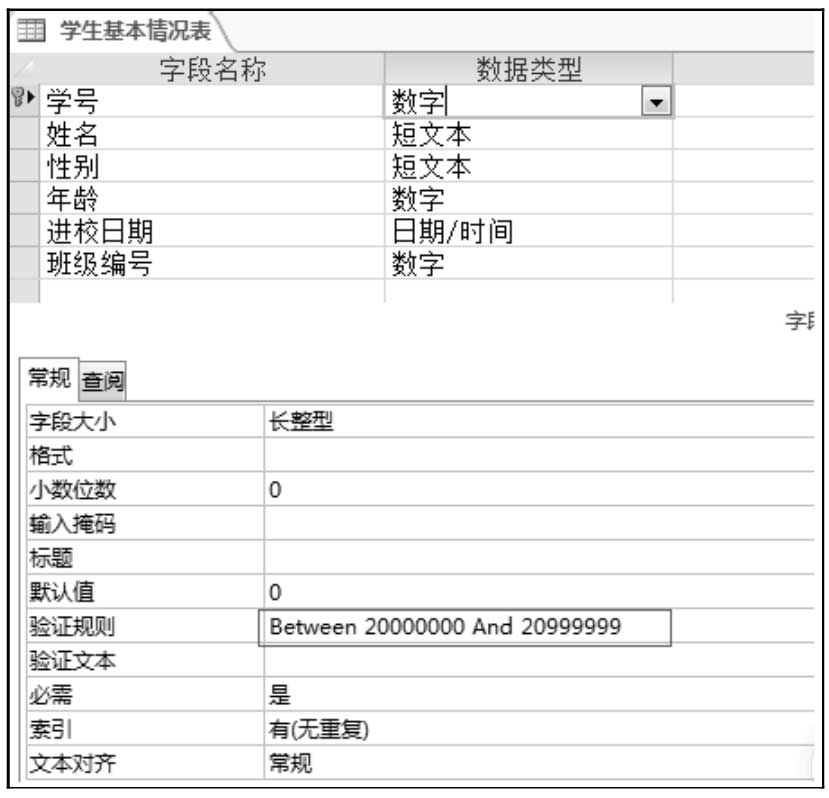 学生基本情况表
字段名称 数据类型
学号 数字
姓名 短文本
性别 短文本
年龄 数字
进校日期 日期/时间
班级编号 数字
字
常规 查阅
字段大小 长整型
格式
小数位数 0
输入掩码
标题
默认值 0
验证规则 Between 20000000 And 20999999
验证文本
必需 是
索引 有(无重复)
文本对齐 常规